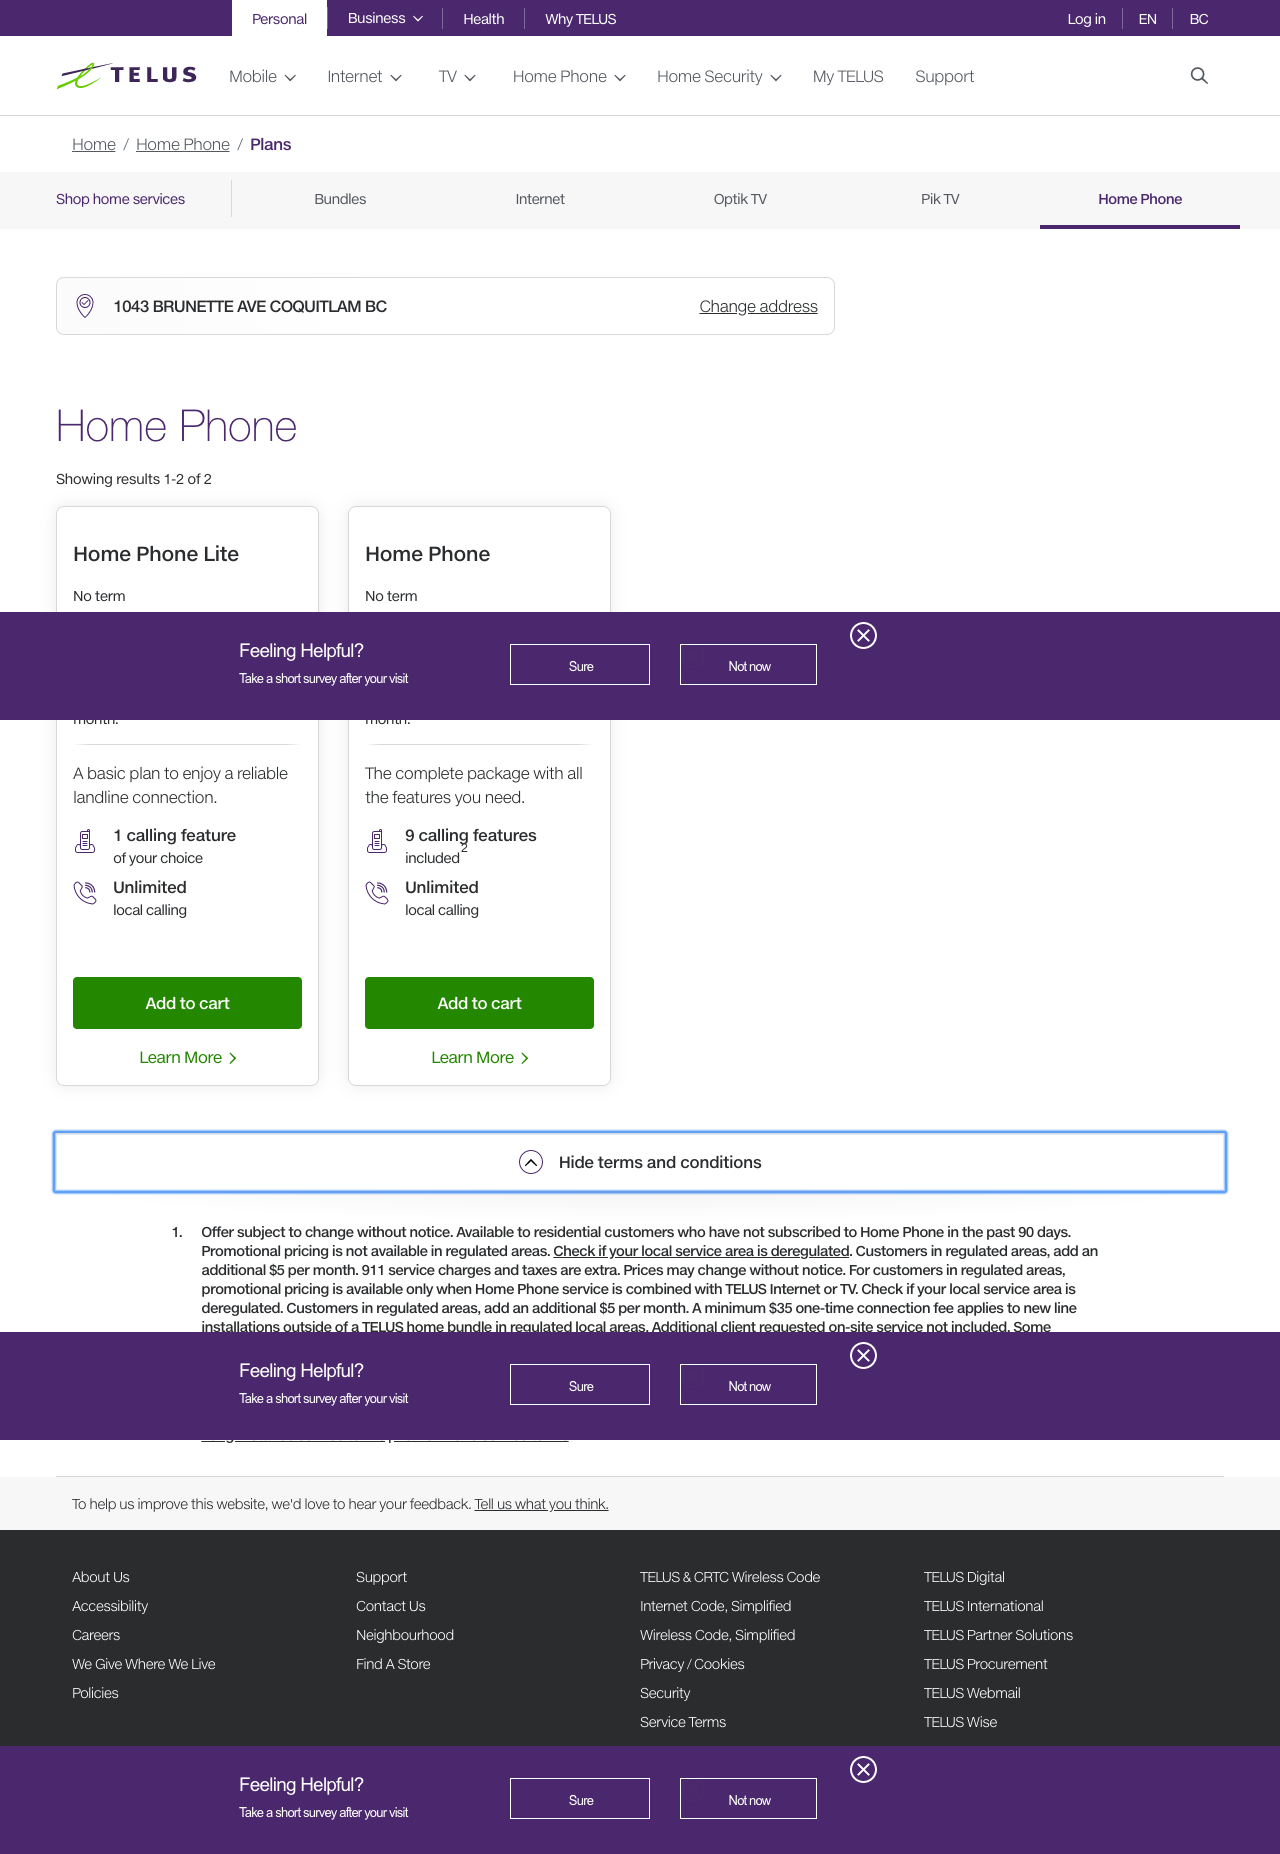 Personal Business Health Why TELUS Log in EN BC
TELUS Mobile Internet TV Home Phone Home Security My TELUS Support
Home / Home Phone / Plans
Shop home services Bundles Internet Optik TV Pik TV Home Phone
1043 BRUNETTE AVE COQUITLAM BC Change address
Home Phone
Showing results 1-2 of 2
Home Phone Lite
No term
Home Phone
No term
Feeling Helpful?
Take a short survey after your visit
Sure Not now
month.
A basic plan to enjoy a reliable
landline connection.
1 calling feature
of your choice
Unlimited
local calling
Add to cart
Learn More
month.
The complete package with all
the features you need.
9 calling features
included 2
Unlimited
local calling
Add to cart
Learn More
Hide terms and conditions
1. Offer subject to change without notice. Available to residential customers who have not subscribed to Home Phone in the past 90 days.
Promotional pricing is not available in regulated areas. Check if your local service area is deregulated. Customers in regulated areas, add an
additional $5 per month. 911 service charges and taxes are extra. Prices may change without notice. For customers in regulated areas,
promotional pricing is available only when Home Phone service is combined with TELUS Internet or TV. Check if your local service area is
deregulated. Customers in regulated areas, add an additional $5 per month. A minimum $35 one-time connection fee applies to new line
installations outside of a TELUS home bundle in regulated local areas. Additional client requested on-site service not included. Some
Feeling Helpful?
Take a short survey after your visit
Sure Not now
To help us improve this website, we'd love to hear your feedback. Tell us what you think.
About Us
Accessibility
Careers
We Give Where We Live
Policies
Support
Contact Us
Neighbourhood
Find A Store
TELUS & CRTC Wireless Code
Internet Code, Simplified
Wireless Code, Simplified
Privacy / Cookies
Security
Service Terms
TELUS Digital
TELUS International
TELUS Partner Solutions
TELUS Procurement
TELUS Webmail
TELUS Wise
Feeling Helpful?
Take a short survey after your visit
Sure Not now